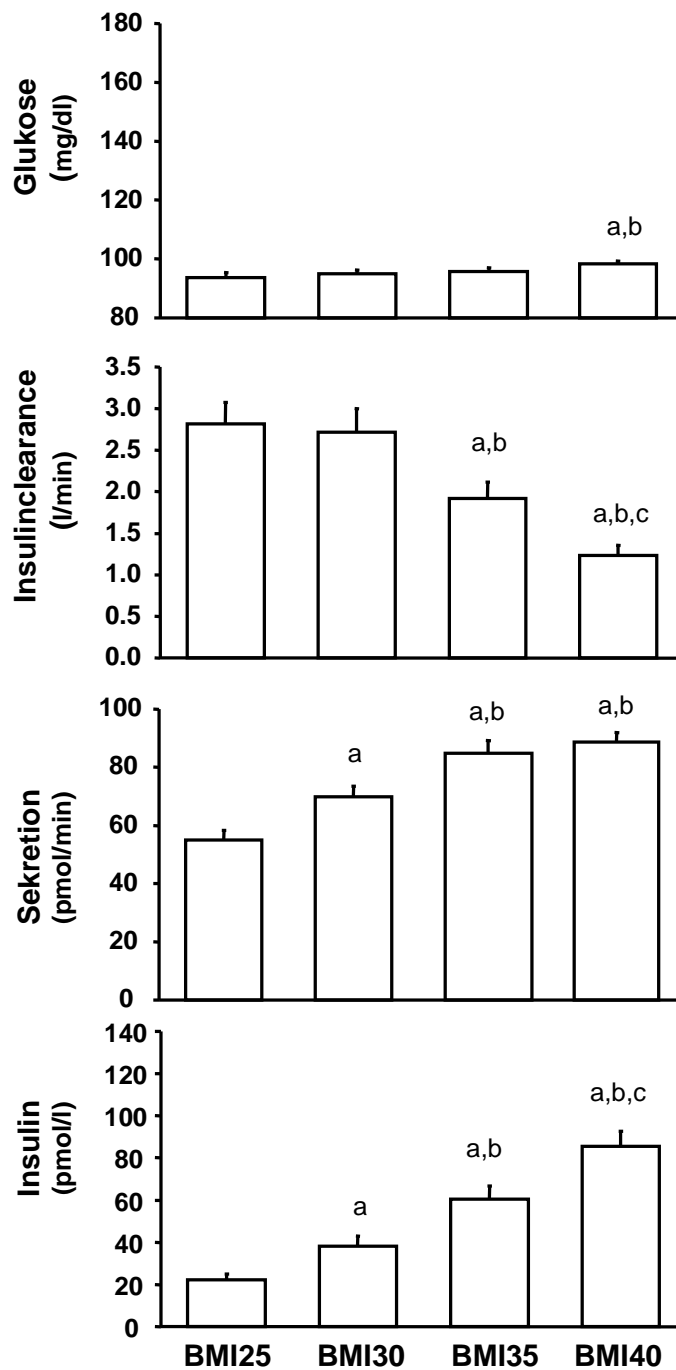 Glukose
(mg/dl)
180
160
140
120
100
80
a,b
Insulinclearance
(l/min)
3.5
3.0
2.5
2.0
1.5
1.0
0.5
0.0
a,b
a,b,c
Sekretion
(pmol/min)
100
80
60
40
20
0
a
a,b
a,b
Insulin
(pmol/l)
140
120
100
80
60
40
20
0
a
a,b
a,b,c
BMI25 BMI30 BMI35 BMI40